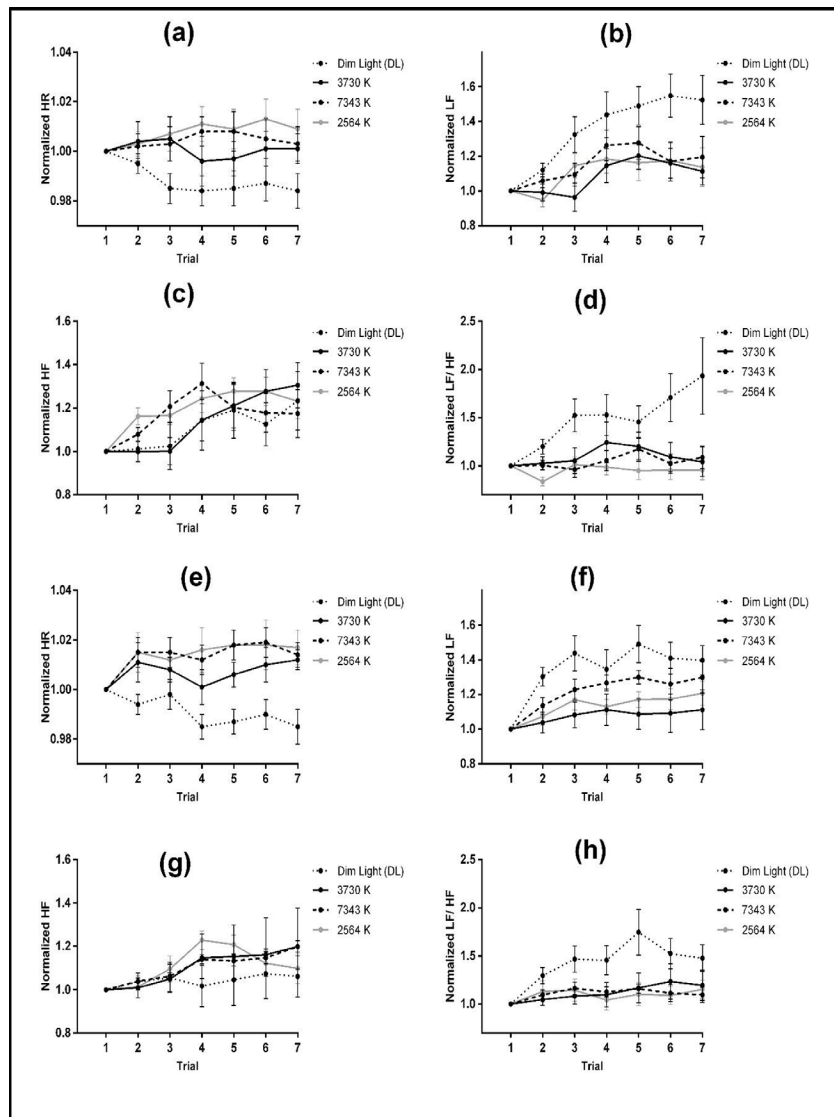 (a)
Normalized HR
1.04
1.02
1.00
0.98
1 2 3 4 5 6 7
Trial
Dim Light (DL)
3730 K
7343 K
2564 K
(b)
Normalized LF
1.6
1.4
1.2
1.0
0.8
1 2 3 4 5 6 7
Trial
Dim Light (DL)
3730 K
7343 K
2564 K
(c)
Normalized HF
1.6
1.4
1.2
1.0
0.8
1 2 3 4 5 6 7
Trial
Dim Light (DL)
3730 K
7343 K
2564 K
(d)
Normalized LF/ HF
2.5
2.0
1.5
1.0
0.5
1 2 3 4 5 6 7
Trial
Dim Light (DL)
3730 K
7343 K
2564 K
(e)
Normalized HR
1.04
1.02
1.00
0.98
1 2 3 4 5 6 7
Trial
Dim Light (DL)
3730 K
7343 K
2564 K
(f)
Normalized LF
1.6
1.4
1.2
1.0
0.8
1 2 3 4 5 6 7
Trial
Dim Light (DL)
3730 K
7343 K
2564 K
(g)
Normalized HF
1.6
1.4
1.2
1.0
0.8
1 2 3 4 5 6 7
Trial
Dim Light (DL)
3730 K
7343 K
2564 K
(h)
Normalized LF/ HF
2.5
2.0
1.5
1.0
0.5
1 2 3 4 5 6 7
Trial
Dim Light (DL)
3730 K
7343 K
2564 K